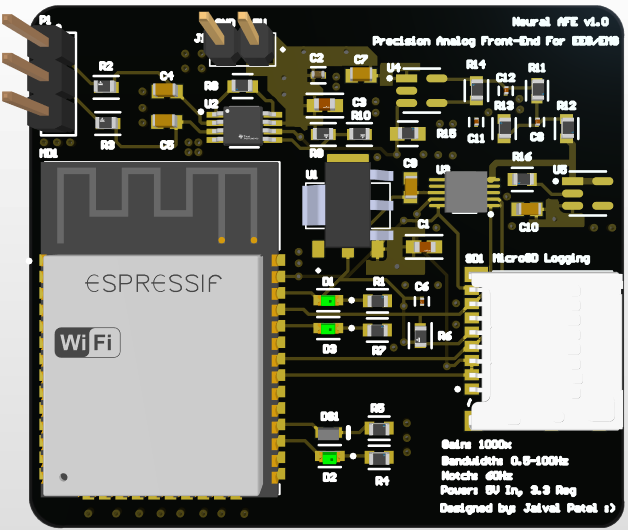 P1
Neural AFE v1.0
Precision Analog Front-End For EEG/EMG
J1
R2
C4
R8
C2
C7
U4
R14
C12
R11
U2
C3
R10
R13
R12
R3
C5
R9
R15
C11
C8
MD1
U1
C9
U3
R16
U5
C10
C1
SD1 MicroSD Logging
ESPRESSIF
D1
R1
C6
WiFi
D3
R7
R6
DS1
R5
D2
R4
Gain: 1000x
Bandwidth: 0.5-100Hz
Notch: 60Hz
Power: 5V In, 3.3 Reg
Designed by: Jaival Patel :)